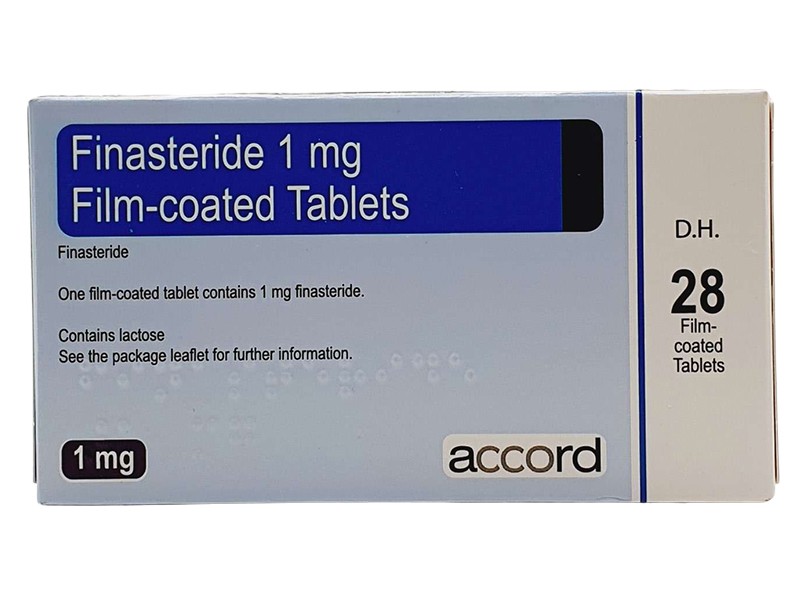 Finasteride 1 mg
Film-coated Tablets
Finasteride
One film-coated tablet contains 1 mg finasteride.
Contains lactose
See the package leaflet for further information.
1 mg
accord
D.H.
28
Film-
coated
Tablets